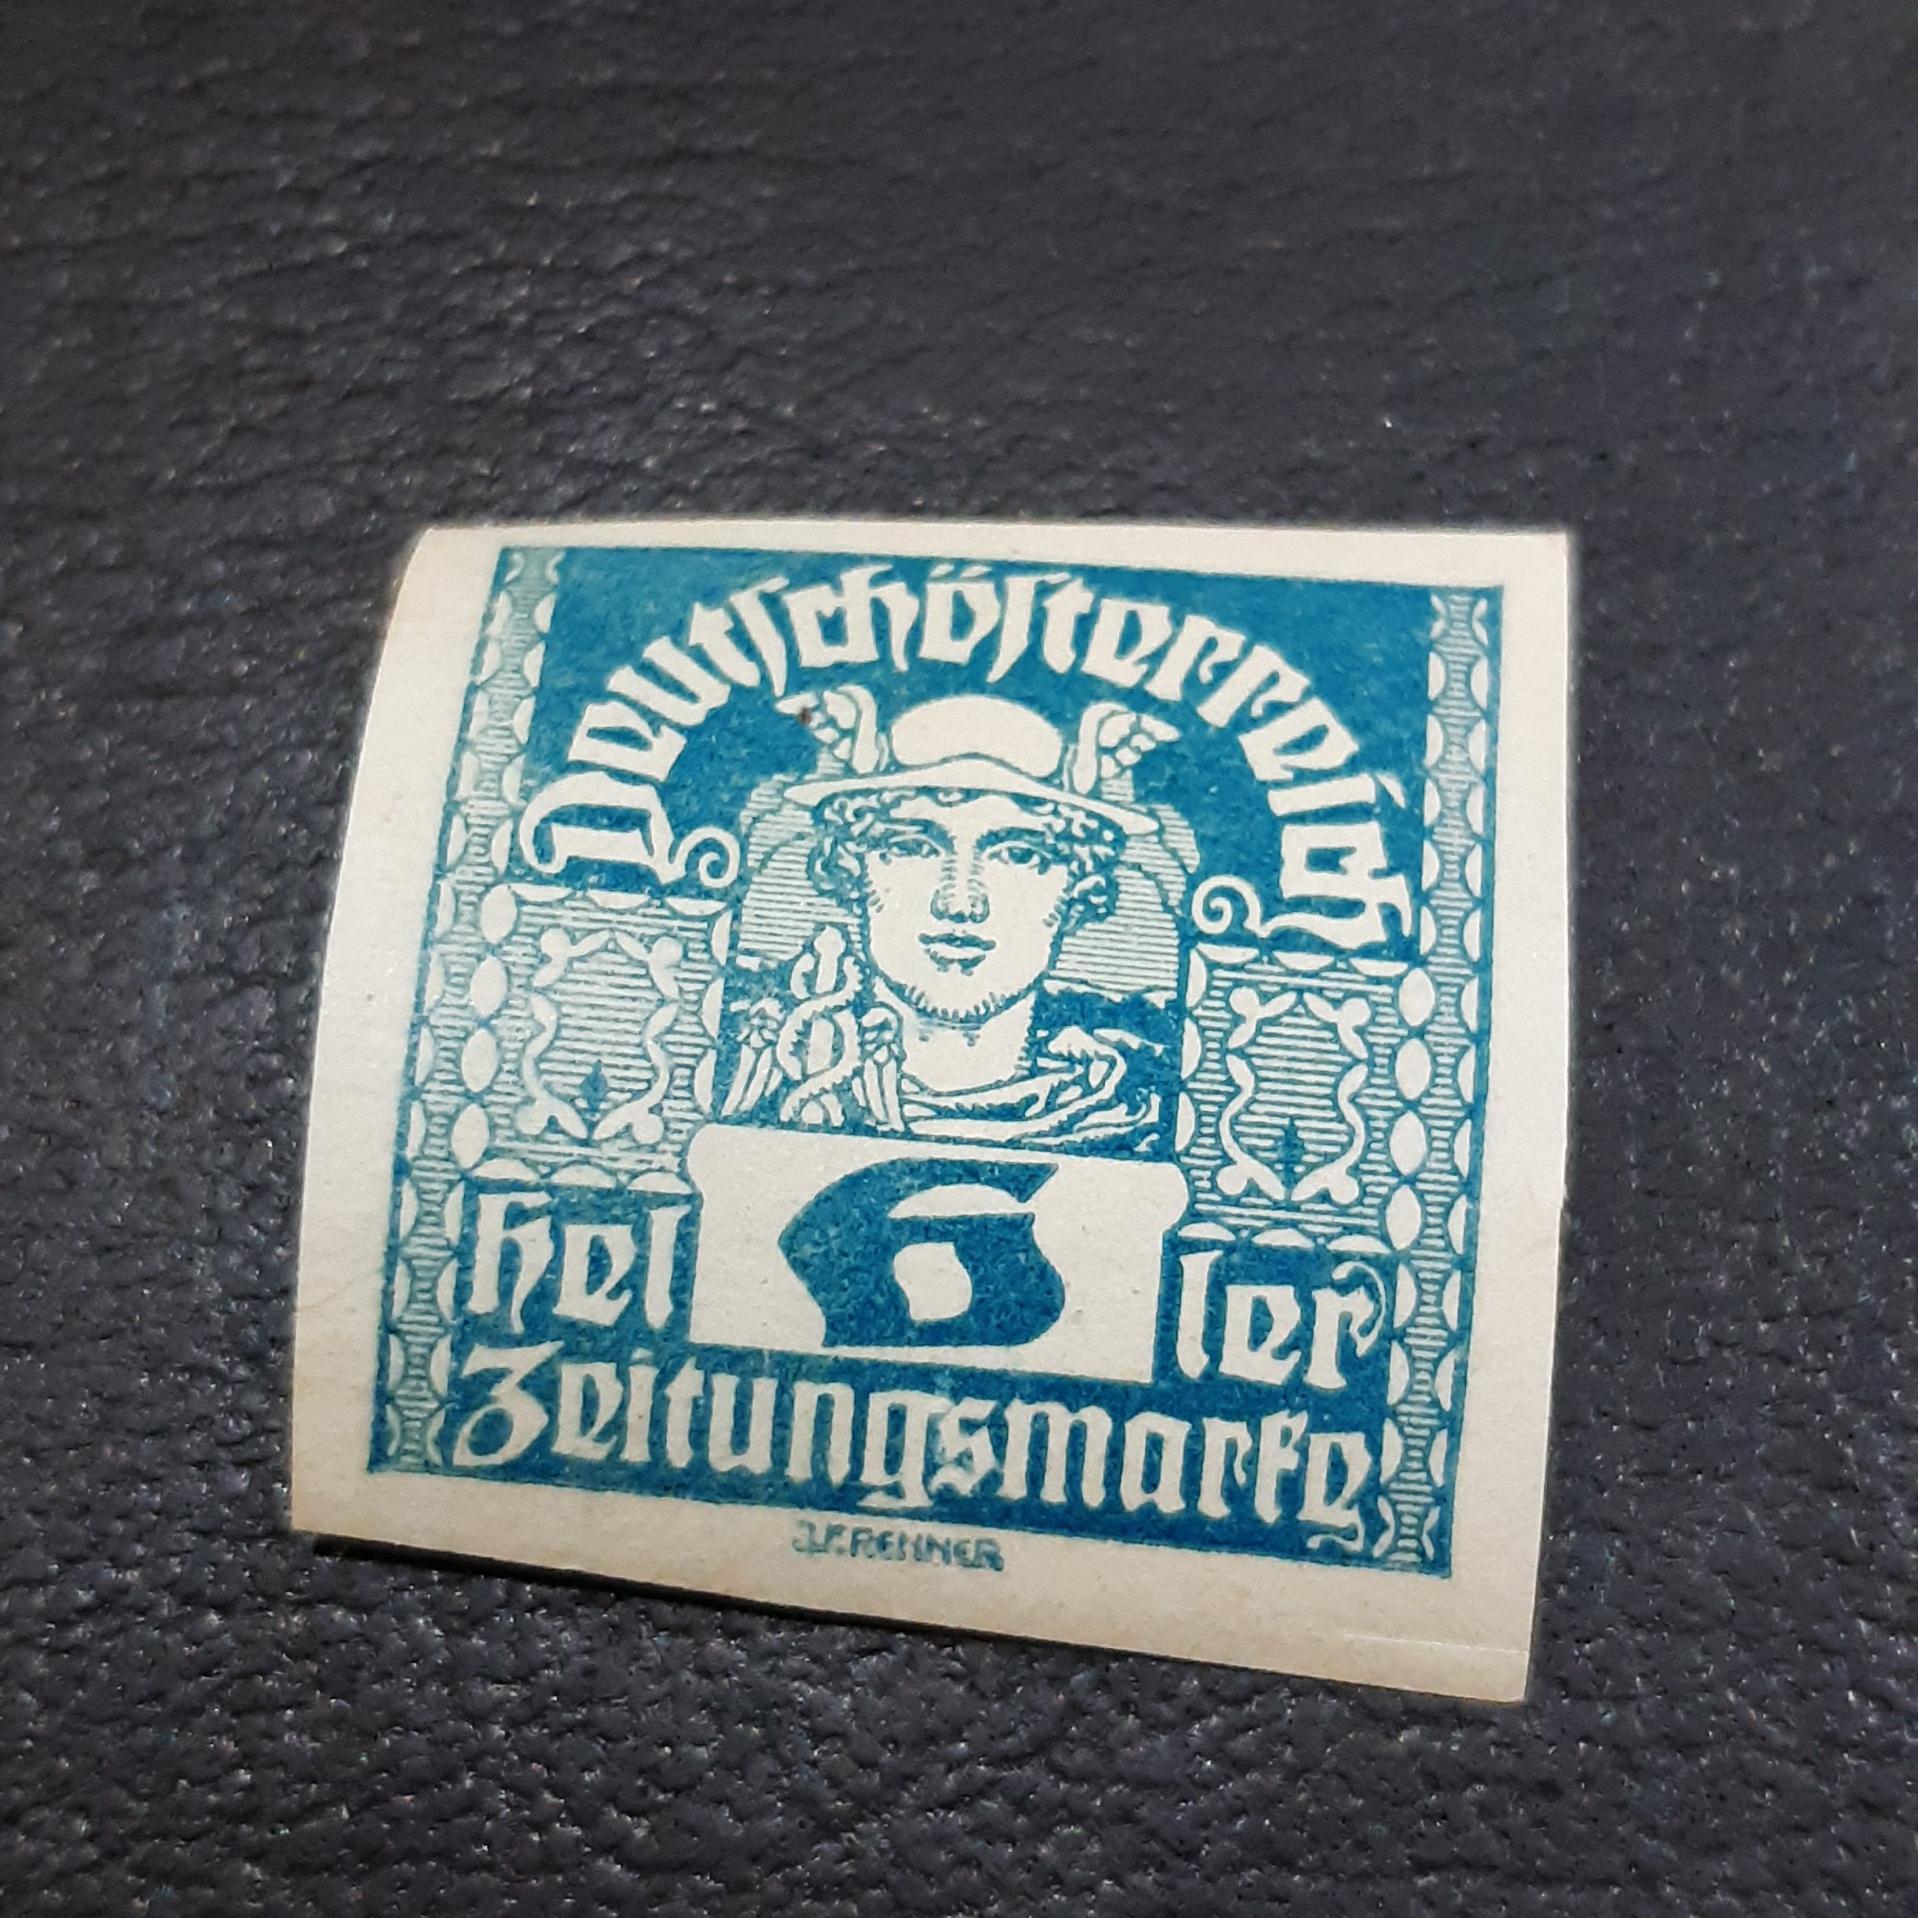 Deutschösterreich
Hel 6 ler
Zeitungsmarke
J.F.RENNER